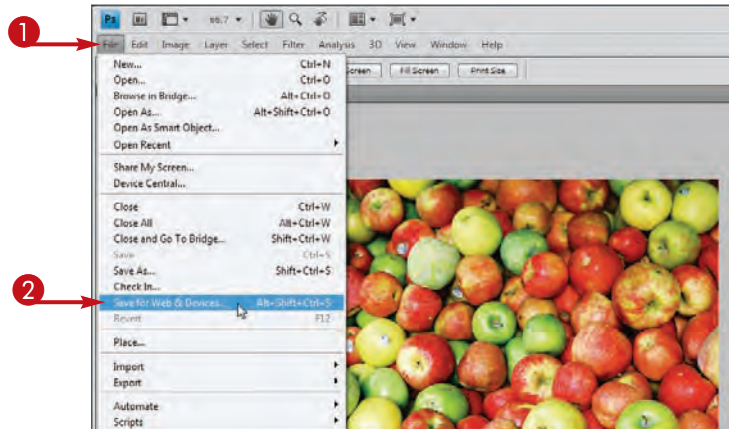 Ps Br 66.7
1
File Edit Image Layer Select Filter Analysis 3D View Window Help
Screen Fill Screen Print Size
New... Ctrl+N
Open... Ctrl+O
Browse in Bridge... Alt+Ctrl+O
Open As... Alt+Shift+Ctrl+O
Open As Smart Object...
Open Recent
Share My Screen...
Device Central...
Close Ctrl+W
Close All Alt+Ctrl+W
Close and Go To Bridge... Shift+Ctrl+W
Save Ctrl+S
Save As... Shift+Ctrl+S
Check In...
2
Save for Web & Devices... Alt+Shift+Ctrl+S
Revert F12
Place...
Import
Export
Automate
Scripts